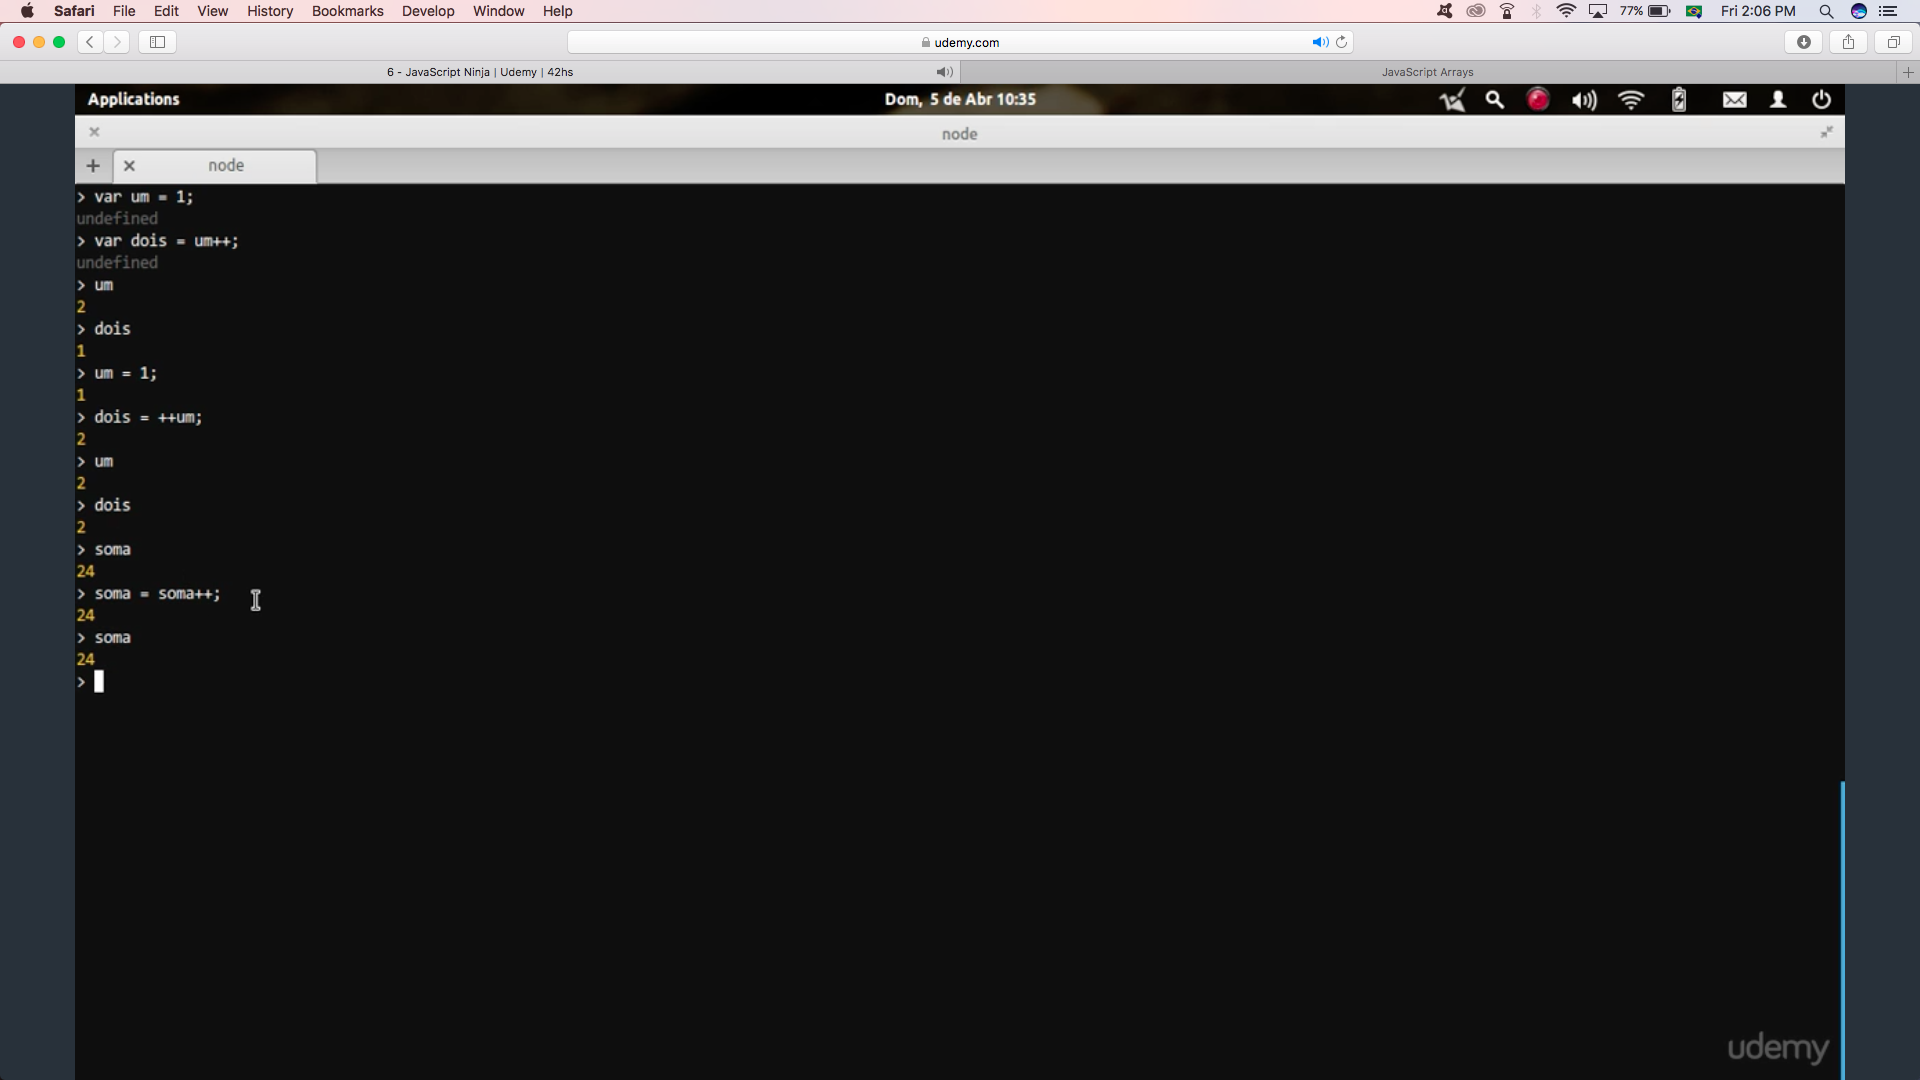 Safari File Edit View History Bookmarks Develop Window Help 77% Fri 2:06 PM
udemy.com
6 - JavaScript Ninja | Udemy | 42hs JavaScript Arrays
Applications Dom, 5 de Abr 10:35
node
node
> var um = 1;
undefined
> var dois = um++;
undefined
> um
2
> dois
1
> um = 1;
1
> dois = ++um;
2
> um
2
> dois
2
> soma
24
> soma = soma++;
24
> soma
24
>
udemy